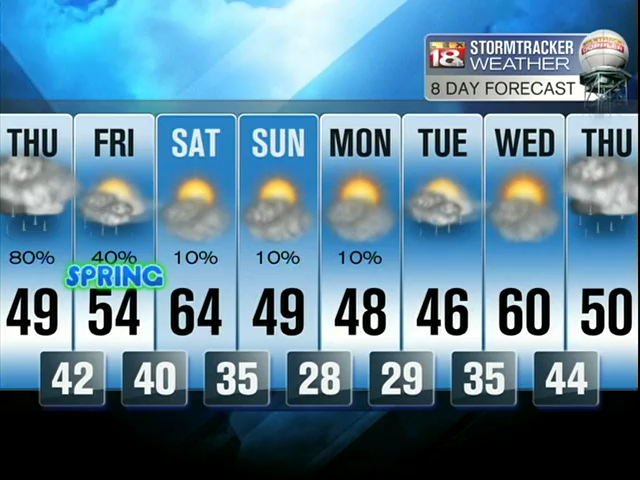 18 STORMTRACKER
WEATHER
8 DAY FORECAST
THU FRI SAT SUN MON TUE WED THU
80% 40% 10% 10% 10%
SPRING
49 54 64 49 48 46 60 50
42 40 35 28 29 35 44